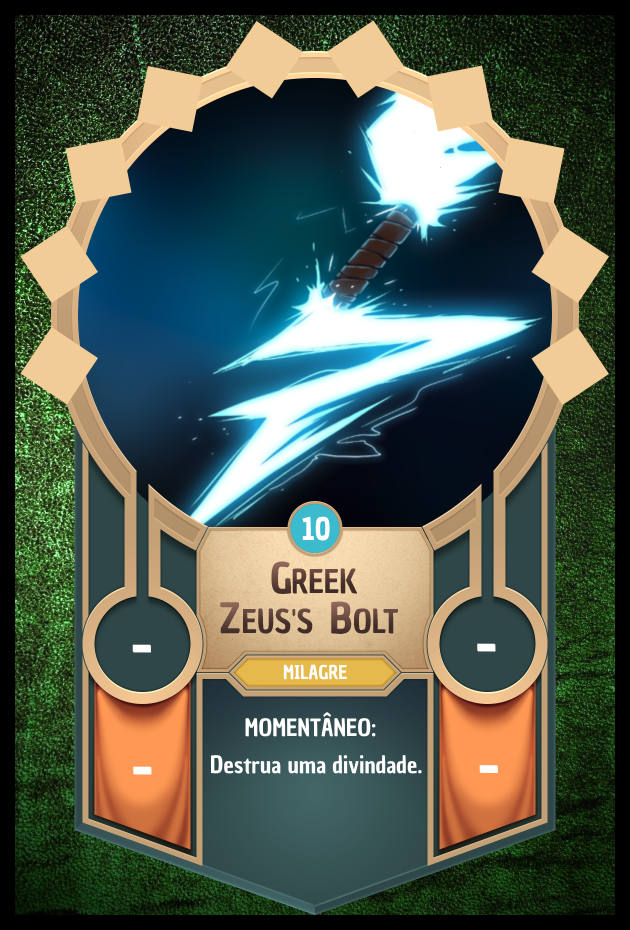 10
GREEK
ZEUS'S BOLT
-
-
MILAGRE
MOMENTÂNEO:
Destrua uma divindade.
-
-